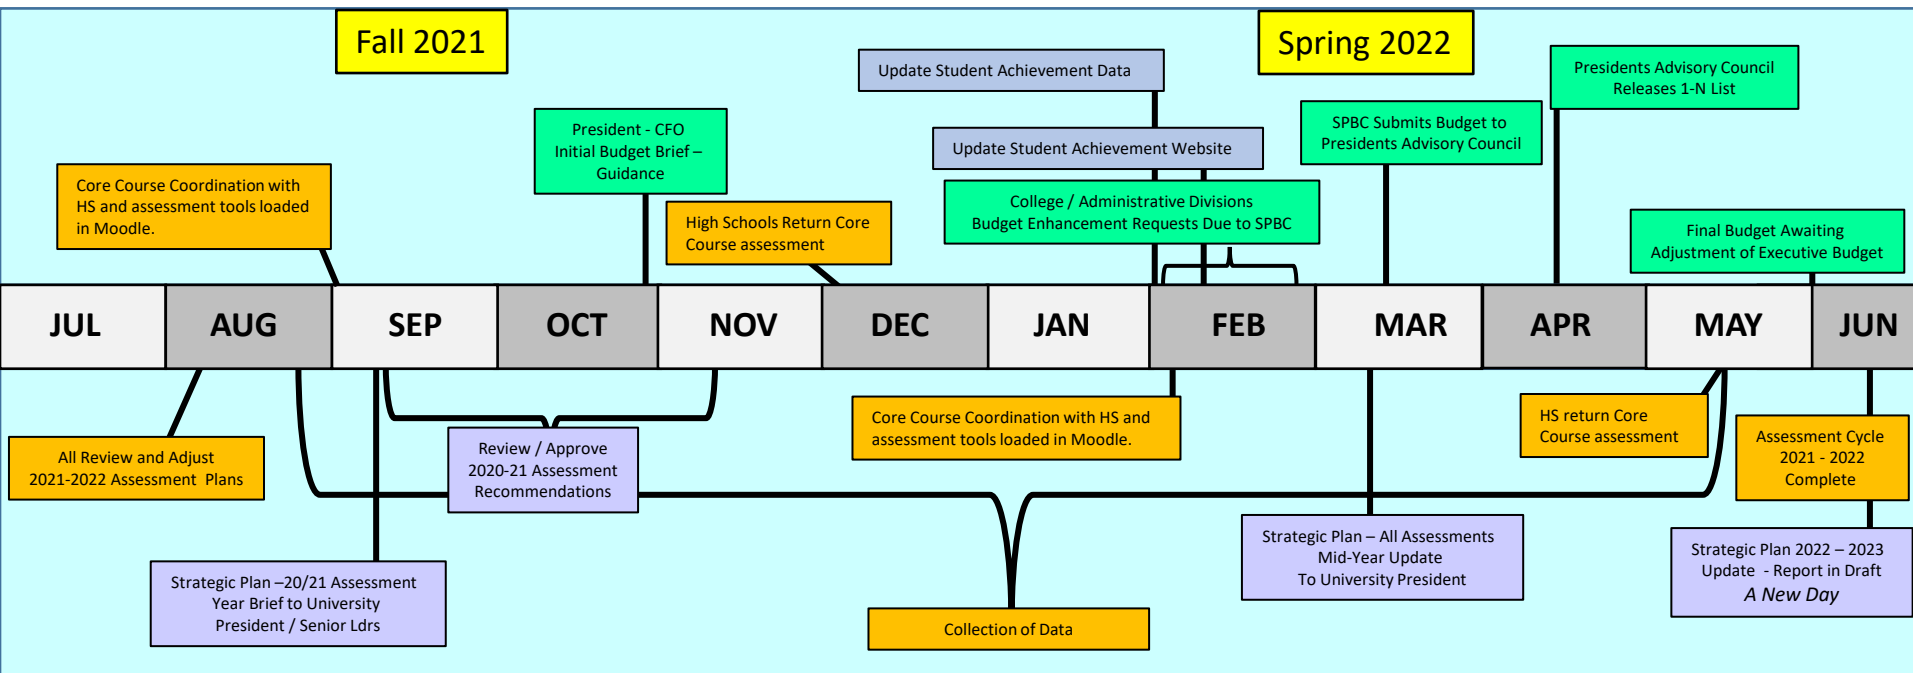 Fall 2021
Spring 2022
Update Student Achievement Data
Presidents Advisory Council
Releases 1-N List
President - CFO
Initial Budget Brief –
Guidance
SPBC Submits Budget to
Presidents Advisory Council
Update Student Achievement Website
Core Course Coordination with
HS and assessment tools loaded
in Moodle.
College / Administrative Divisions
Budget Enhancement Requests Due to SPBC
High Schools Return Core
Course assessment
Final Budget Awaiting
Adjustment of Executive Budget
JUL
AUG
SEP
OCT
NOV
DEC
JAN
FEB
MAR
APR
MAY
JUN
All Review and Adjust
2021-2022 Assessment Plans
Review / Approve
2020-21 Assessment
Recommendations
Core Course Coordination with HS and
assessment tools loaded in Moodle.
HS return Core
Course assessment
Assessment Cycle
2021 - 2022
Complete
Strategic Plan –20/21 Assessment
Year Brief to University
President / Senior Ldrs
Collection of Data
Strategic Plan – All Assessments
Mid-Year Update
To University President
Strategic Plan 2022 – 2023
Update - Report in Draft
A New Day